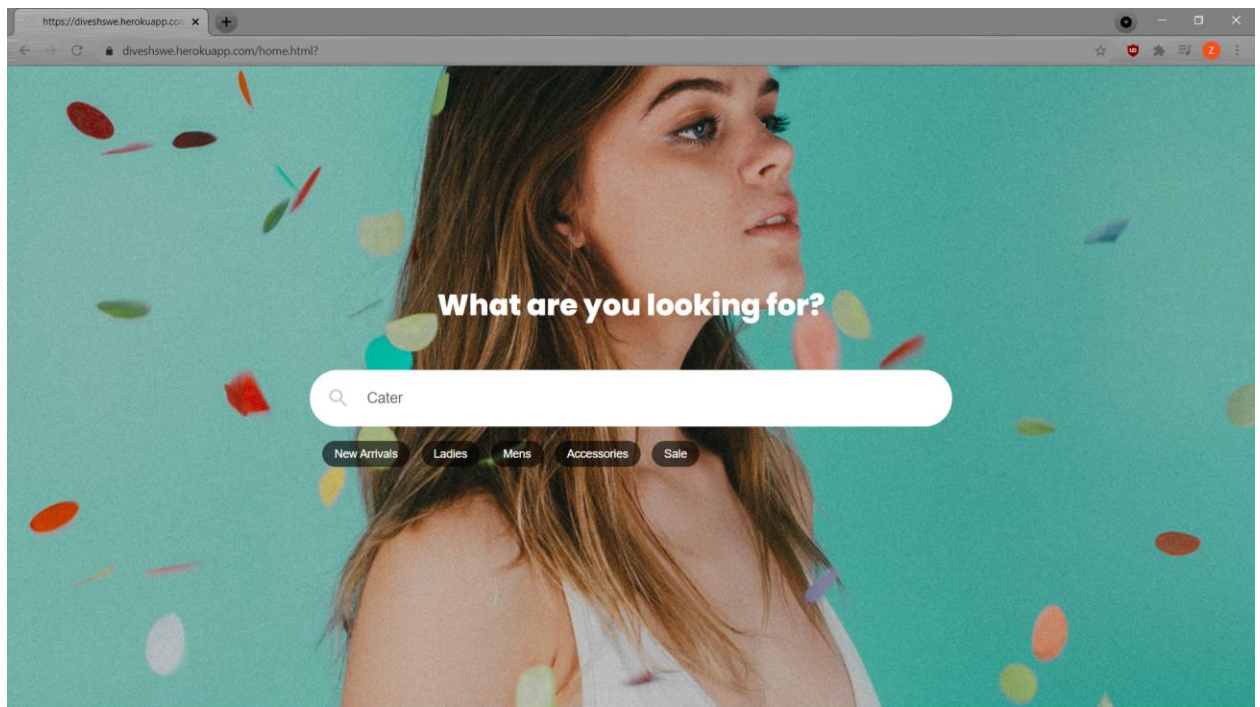 https://diveshswe.herokuapp.con
diveshswe.herokuapp.com/home.html?
Z
What are you looking for?
Cater
New Arrivals Ladies Mens Accessories Sale